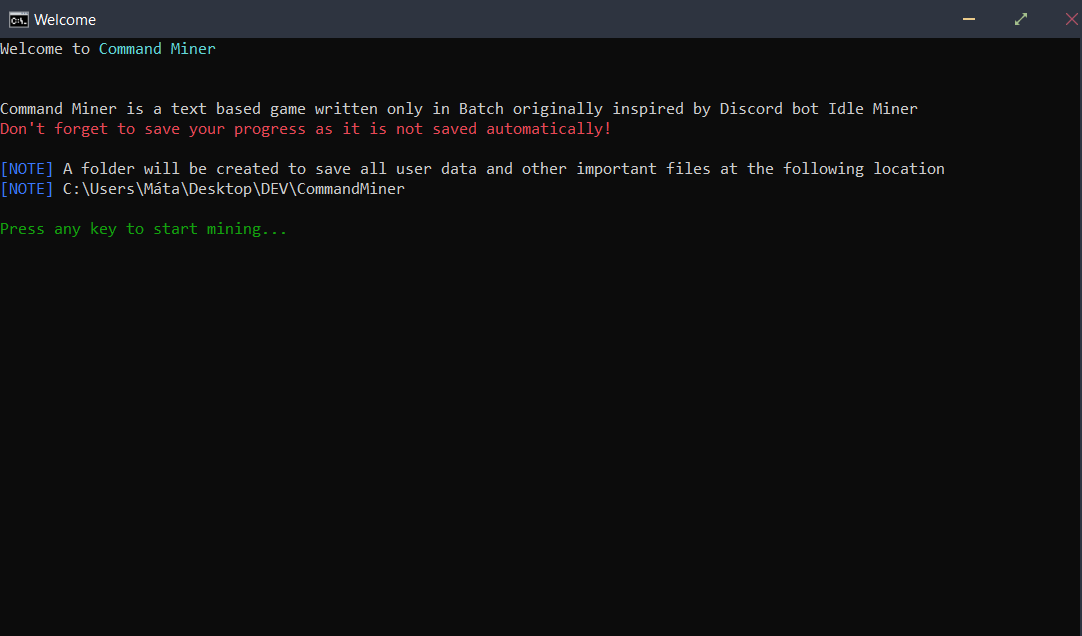 Welcome
Welcome to Command Miner
Command Miner is a text based game written only in Batch originally inspired by Discord bot Idle Miner
Don't forget to save your progress as it is not saved automatically!
[NOTE] A folder will be created to save all user data and other important files at the following location
[NOTE] C:\Users\Máta\Desktop\DEV\CommandMiner
Press any key to start mining...